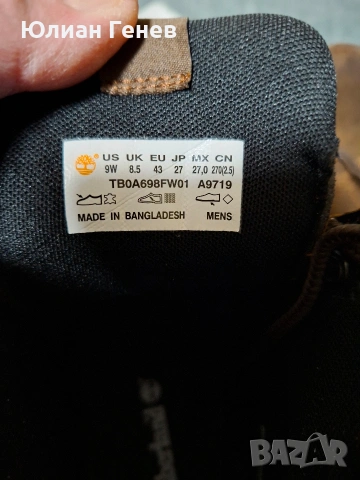 Юлиан Генев
US UK EU JP MX CN
9W 8.5 43 27 27,0 270(2.5)
TB0A698FW01 A9719
MADE IN BANGLADESH MENS
BAZAR